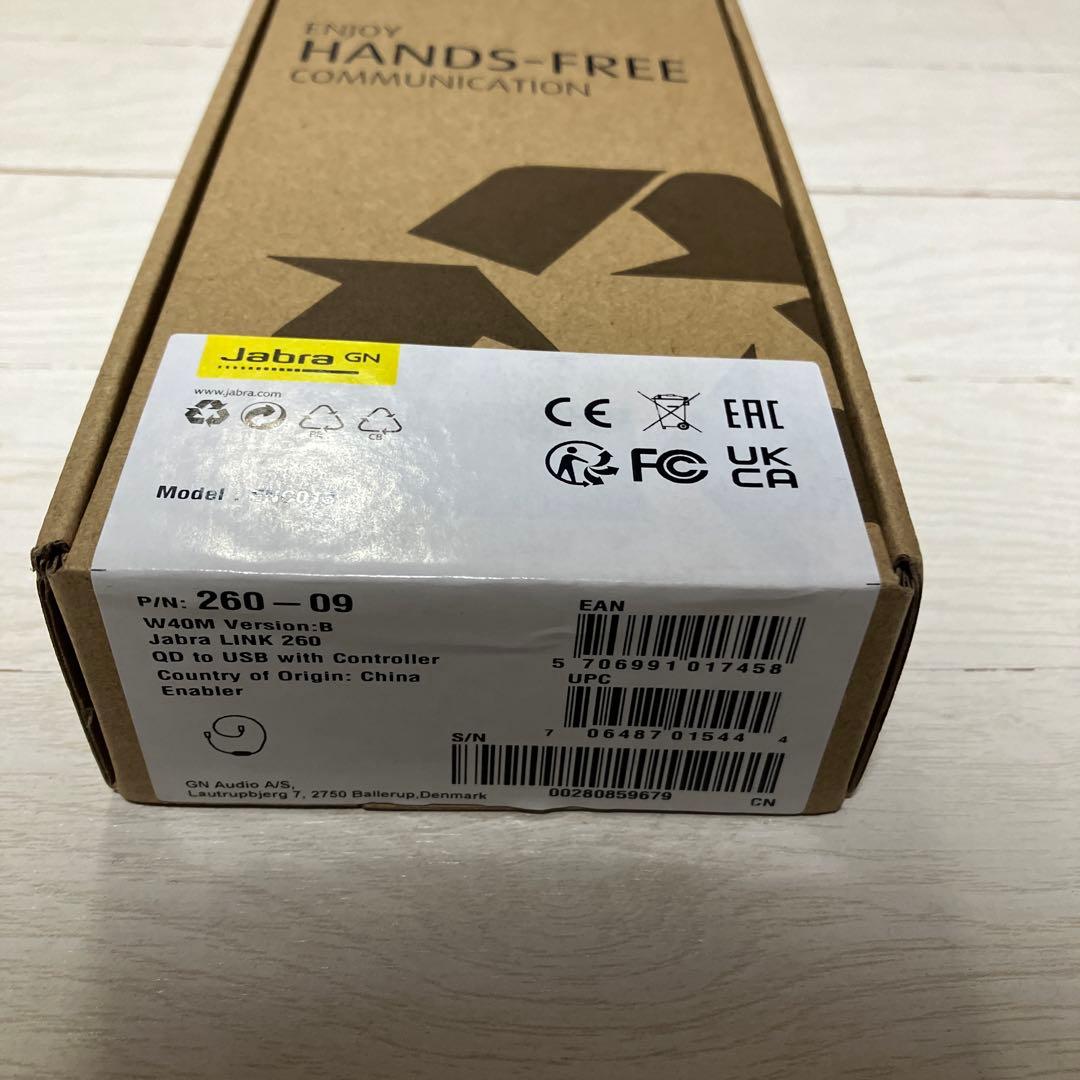 ENJOY
HANDS-FREE
COMMUNICATION
Jabra GN
www.jabra.com
PE
CB
CE
EAC
FC
UK
CA
Model :
P/N: 260-09
W40M Version:B
Jabra LINK 260
QD to USB with Controller
Country of Origin: China
Enabler
GN Audio A/S,
Lautrupbjerg 7, 2750 Ballerup,Denmark
EAN
5 706991 017458
UPC
7 06487 01544 4
S/N
00280859679
CN